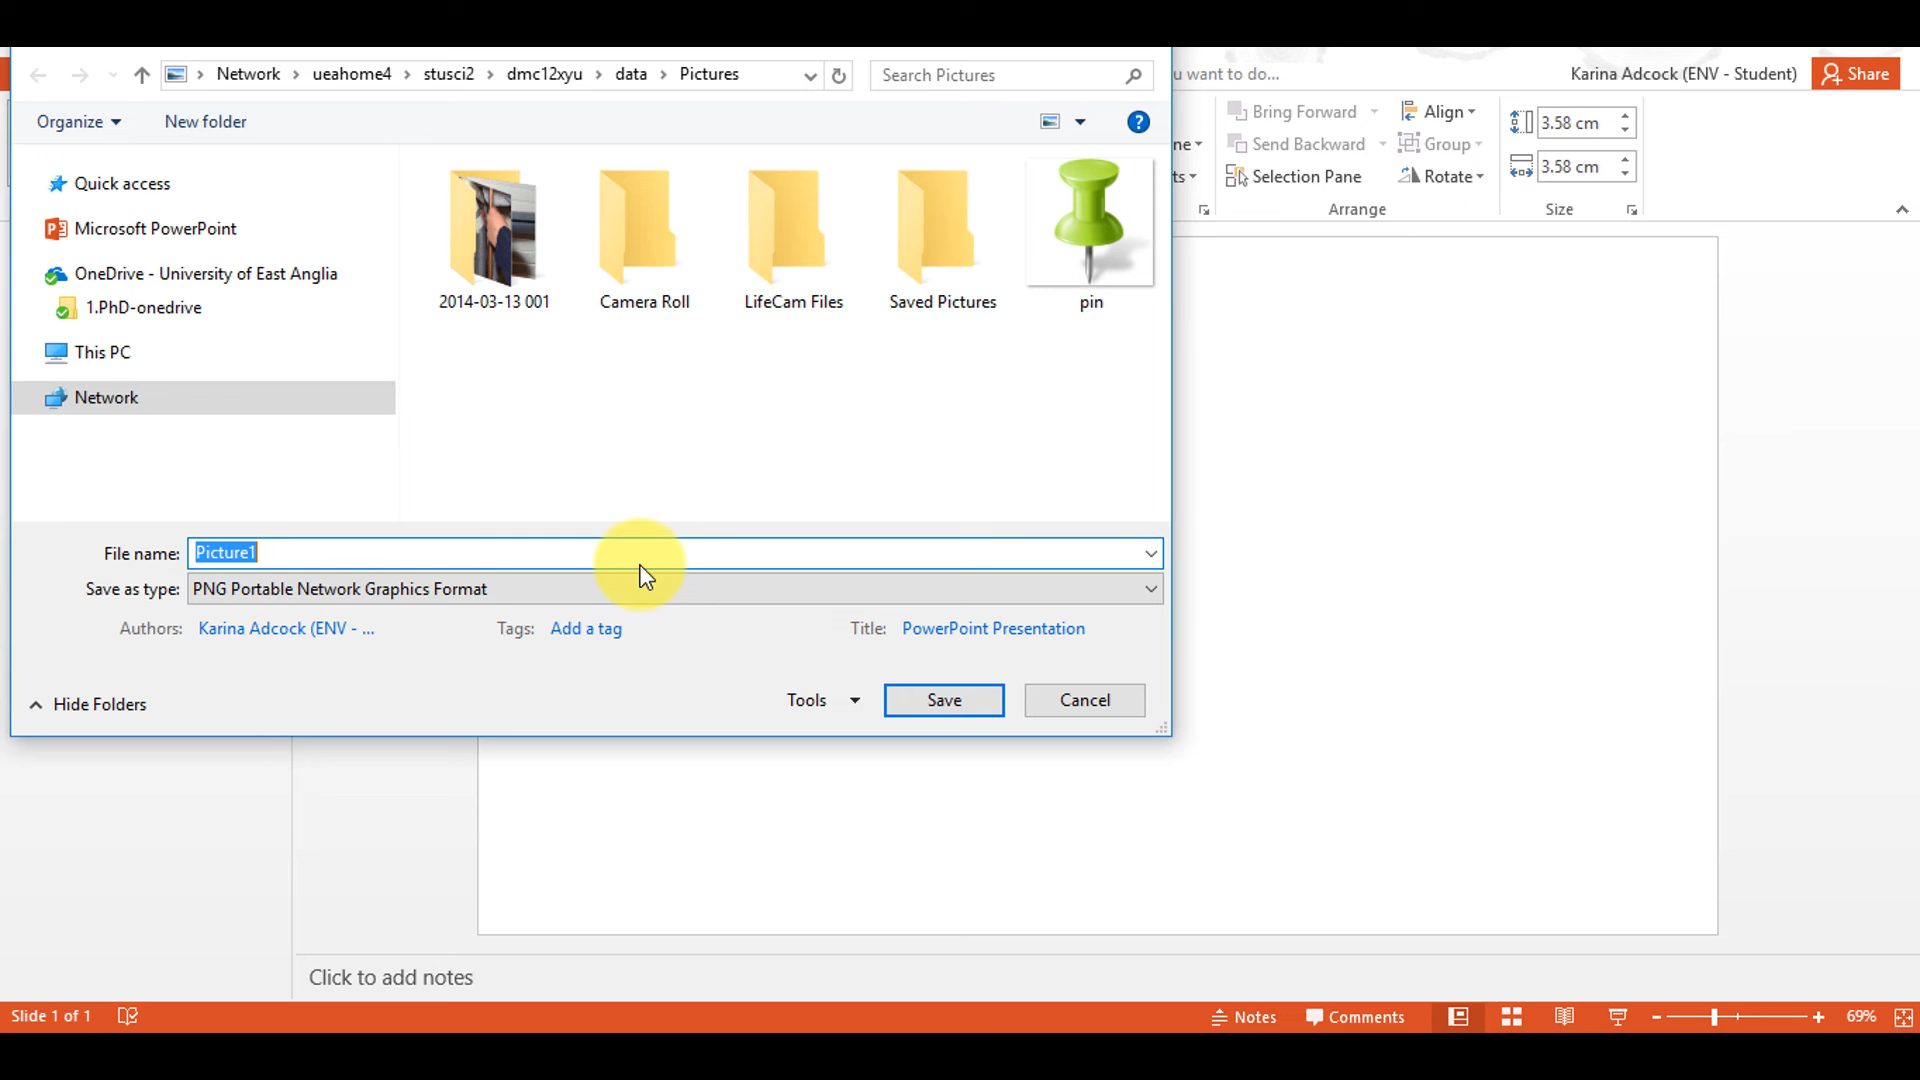 Network > ueahome4 > stusci2 > dmc12xyu > data > Pictures
Search Pictures
u want to do...
Karina Adcock (ENV - Student)
Share
Organize
New folder
?
Bring Forward
Align
3.58 cm
ne
Send Backward
Group
3.58 cm
ts
Selection Pane
Rotate
Arrange
Size
Quick access
Microsoft PowerPoint
OneDrive - University of East Anglia
1.PhD-onedrive
This PC
Network
2014-03-13 001
Camera Roll
LifeCam Files
Saved Pictures
pin
File name: Picture1
Save as type: PNG Portable Network Graphics Format
Authors: Karina Adcock (ENV - ...
Tags: Add a tag
Title: PowerPoint Presentation
Hide Folders
Tools
Save
Cancel
Click to add notes
Slide 1 of 1
Notes
Comments
69%